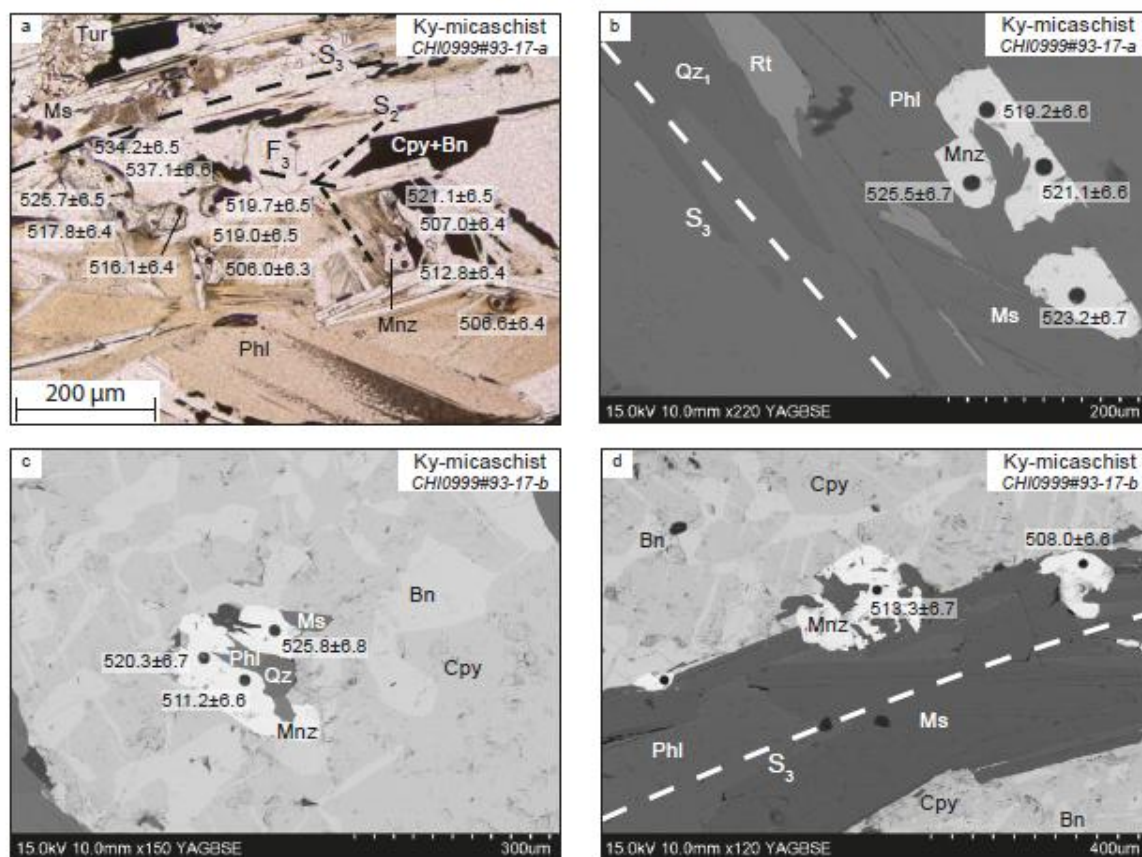 a
Ky-micaschist
CHI0999#93-17-a
Tur
S3
Ms
S2
534.2±6.5
537.1±6.6
F3
Cpy+Bn
525.7±6.5
519.7±6.5
521.1±6.5
517.8±6.4
507.0±6.4
519.0±6.5
516.1±6.4
506.0±6.3
512.8±6.4
Mnz
506.6±6.4
Phl
200 µm
b
Ky-micaschist
CHI0999#93-17-a
Qz1
Rt
Phl
519.2±6.6
Mnz
525.5±6.7
521.1±6.6
S3
Ms
523.2±6.7
15.0kV 10.0mm x220 YAGBSE
200um
c
Ky-micaschist
CHI0999#93-17-b
Bn
Ms
525.8±6.8
520.3±6.7
Phl
Qz
Cpy
511.2±6.6
Mnz
15.0kV 10.0mm x150 YAGBSE
300um
d
Ky-micaschist
CHI0999#93-17-b
Cpy
Bn
508.0±6.6
513.3±6.7
Mnz
Phl
Ms
S3
Cpy
Bn
15.0kV 10.0mm x120 YAGBSE
400um